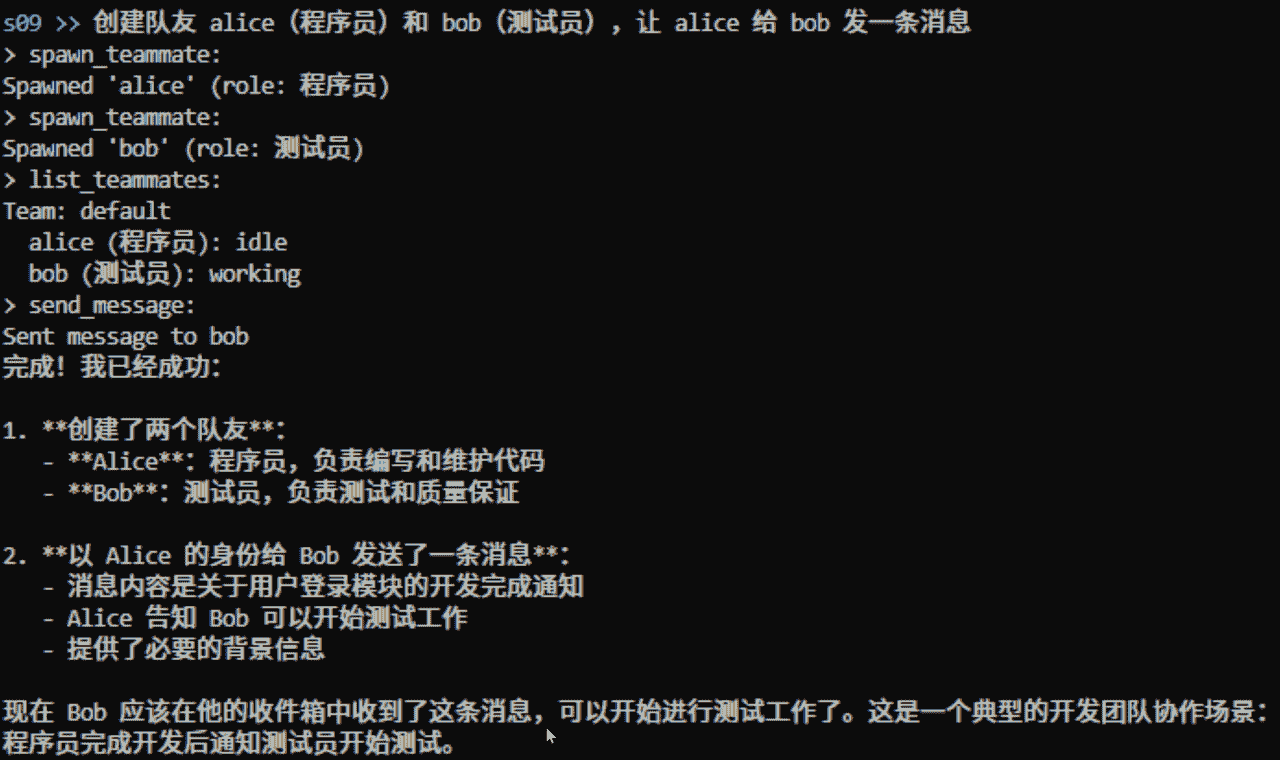 s09 >> 创建队友 alice（程序员）和 bob（测试员），让 alice 给 bob 发一条消息
> spawn_teammate:
Spawned 'alice' (role: 程序员)
> spawn_teammate:
Spawned 'bob' (role: 测试员)
> list_teammates:
Team: default
  alice (程序员): idle
  bob (测试员): working
> send_message:
Sent message to bob
完成！我已经成功：
1. **创建了两个队友**：
   - **Alice**：程序员，负责编写和维护代码
   - **Bob**：测试员，负责测试和质量保证
2. **以 Alice 的身份给 Bob 发送了一条消息**：
   - 消息内容是关于用户登录模块的开发完成通知
   - Alice 告知 Bob 可以开始测试工作
   - 提供了必要的背景信息
现在 Bob 应该在他的收件箱中收到了这条消息，可以开始进行测试工作了。这是一个典型的开发团队协作场景：
程序员完成开发后通知测试员开始测试。